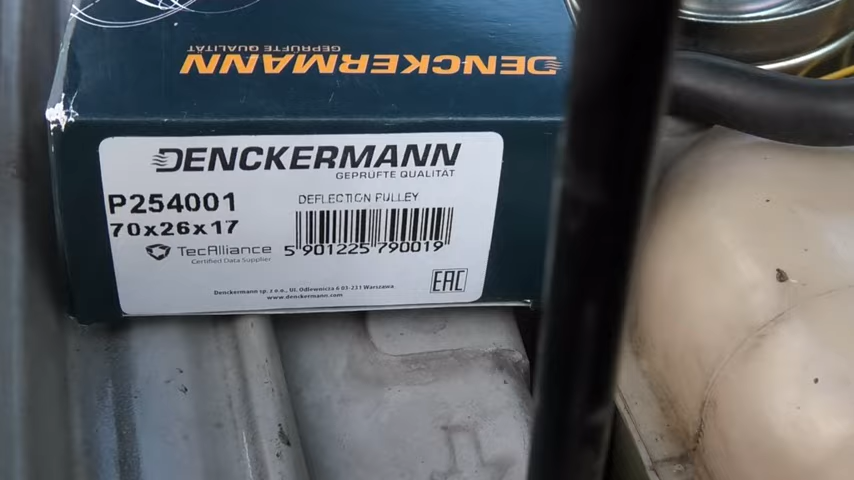 DENCKERMANN
GEPRÜFTE QUALITÄT
DENCKERMANN
GEPRÜFTE QUALITÄT
P254001
DEFLECTION PULLEY
70x26x17
TecAlliance
Certified Data Supplier
5 901225 790019
EAC
Denckermann sp. z o.o., Ul. Odlewnicza 6 03-231 Warszawa
www.denckermann.com